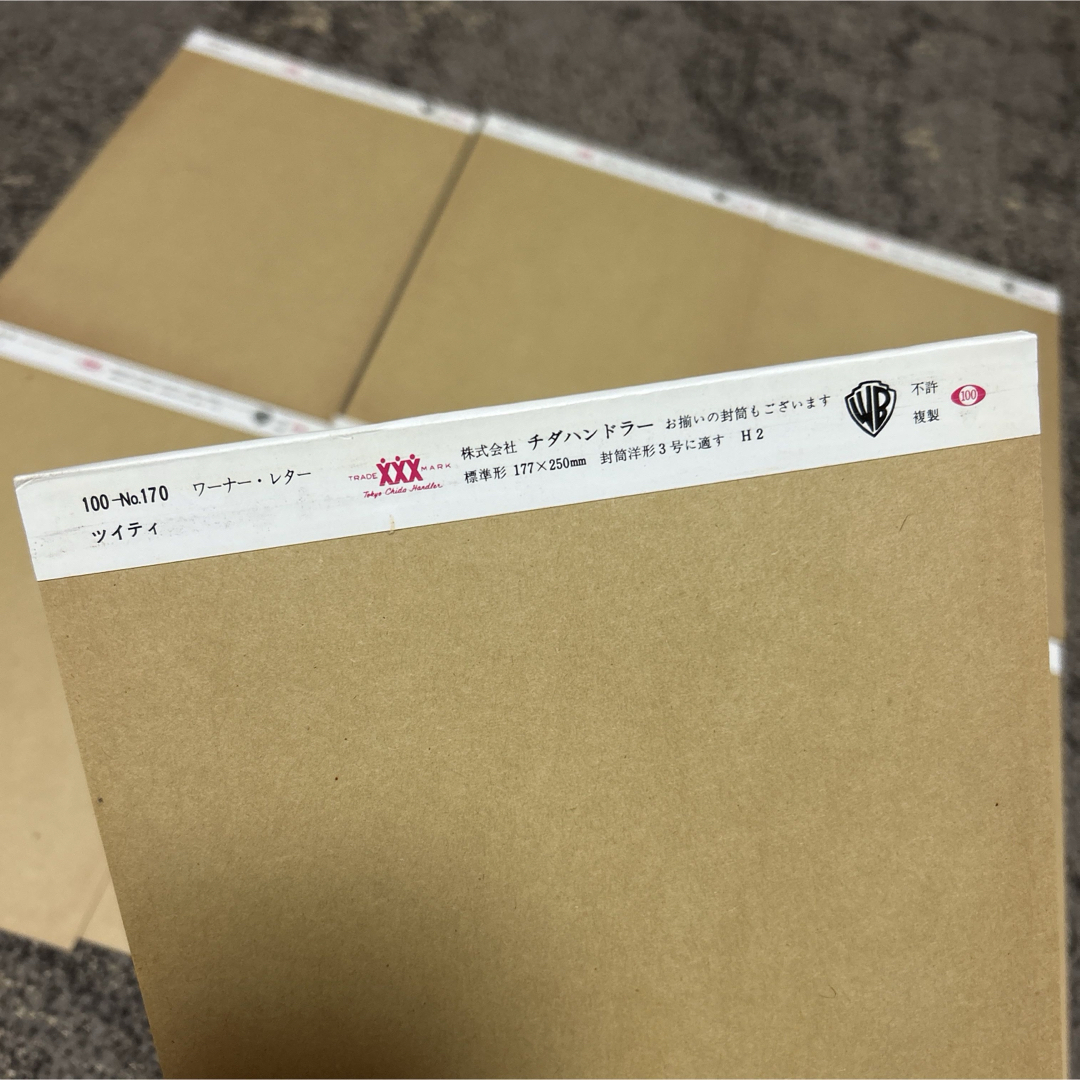 100-No.170 ワーナー・レター
ツイティ
TRADE XXX MARK
Tokyo Chida Handler
株式会社 チダハンドラー お揃いの封筒もございます
標準形 177×250mm 封筒洋形3号に適す H2
WB
不許
複製
100